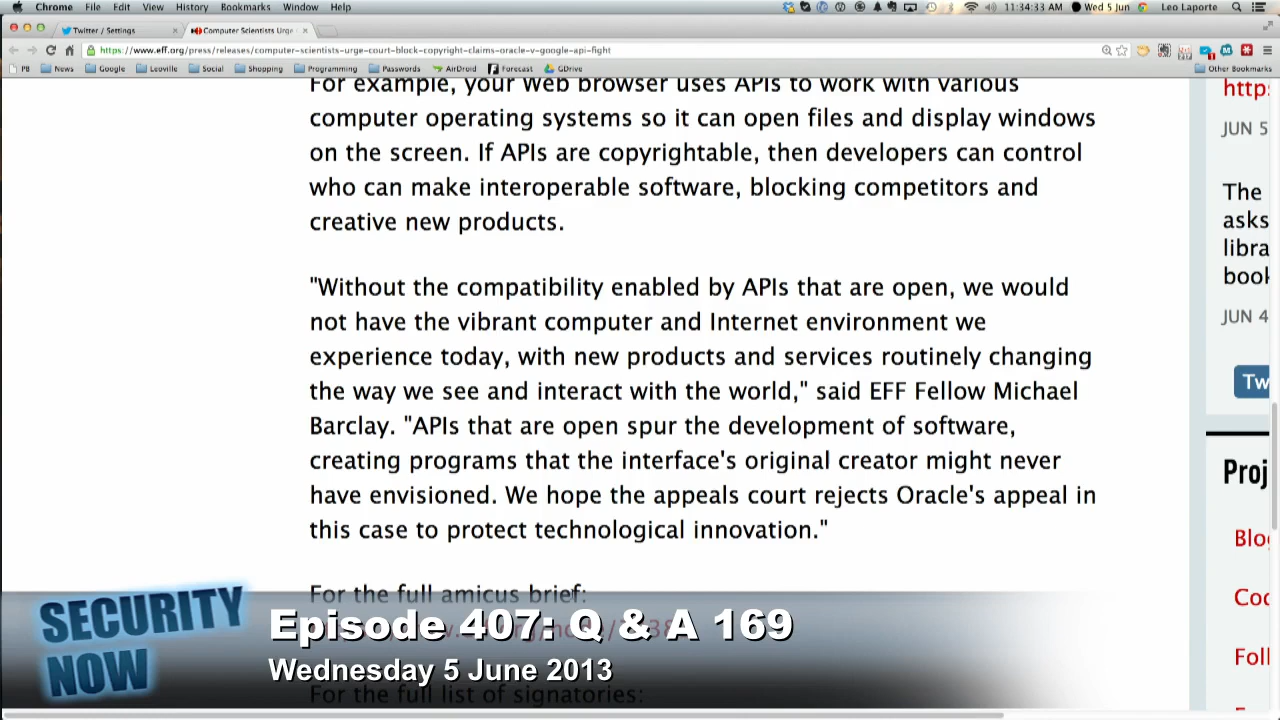 Chrome File Edit View History Bookmarks Window Help 11:34:33 AM Wed 5 Jun Leo Laporte
Twitter / Settings Computer Scientists Urge
https://www.eff.org/press/releases/computer-scientists-urge-court-block-copyright-claims-oracle-v-google-api-fight
PB News Google Leoville Social Shopping Programming Passwords AirDroid Forecast GDrive Other Bookmarks
For example, your Web browser uses APIs to work with various
computer operating systems so it can open files and display windows
on the screen. If APIs are copyrightable, then developers can control
who can make interoperable software, blocking competitors and
creative new products.
"Without the compatibility enabled by APIs that are open, we would
not have the vibrant computer and Internet environment we
experience today, with new products and services routinely changing
the way we see and interact with the world," said EFF Fellow Michael
Barclay. "APIs that are open spur the development of software,
creating programs that the interface's original creator might never
have envisioned. We hope the appeals court rejects Oracle's appeal in
this case to protect technological innovation."
For the full amicus brief:
For the full list of signatories:
https
JUN 5
The
asks
libra
book
JUN 4
Tw
Proj
Blog
Coc
Foll
SECURITY
NOW
Episode 407: Q & A 169
Wednesday 5 June 2013